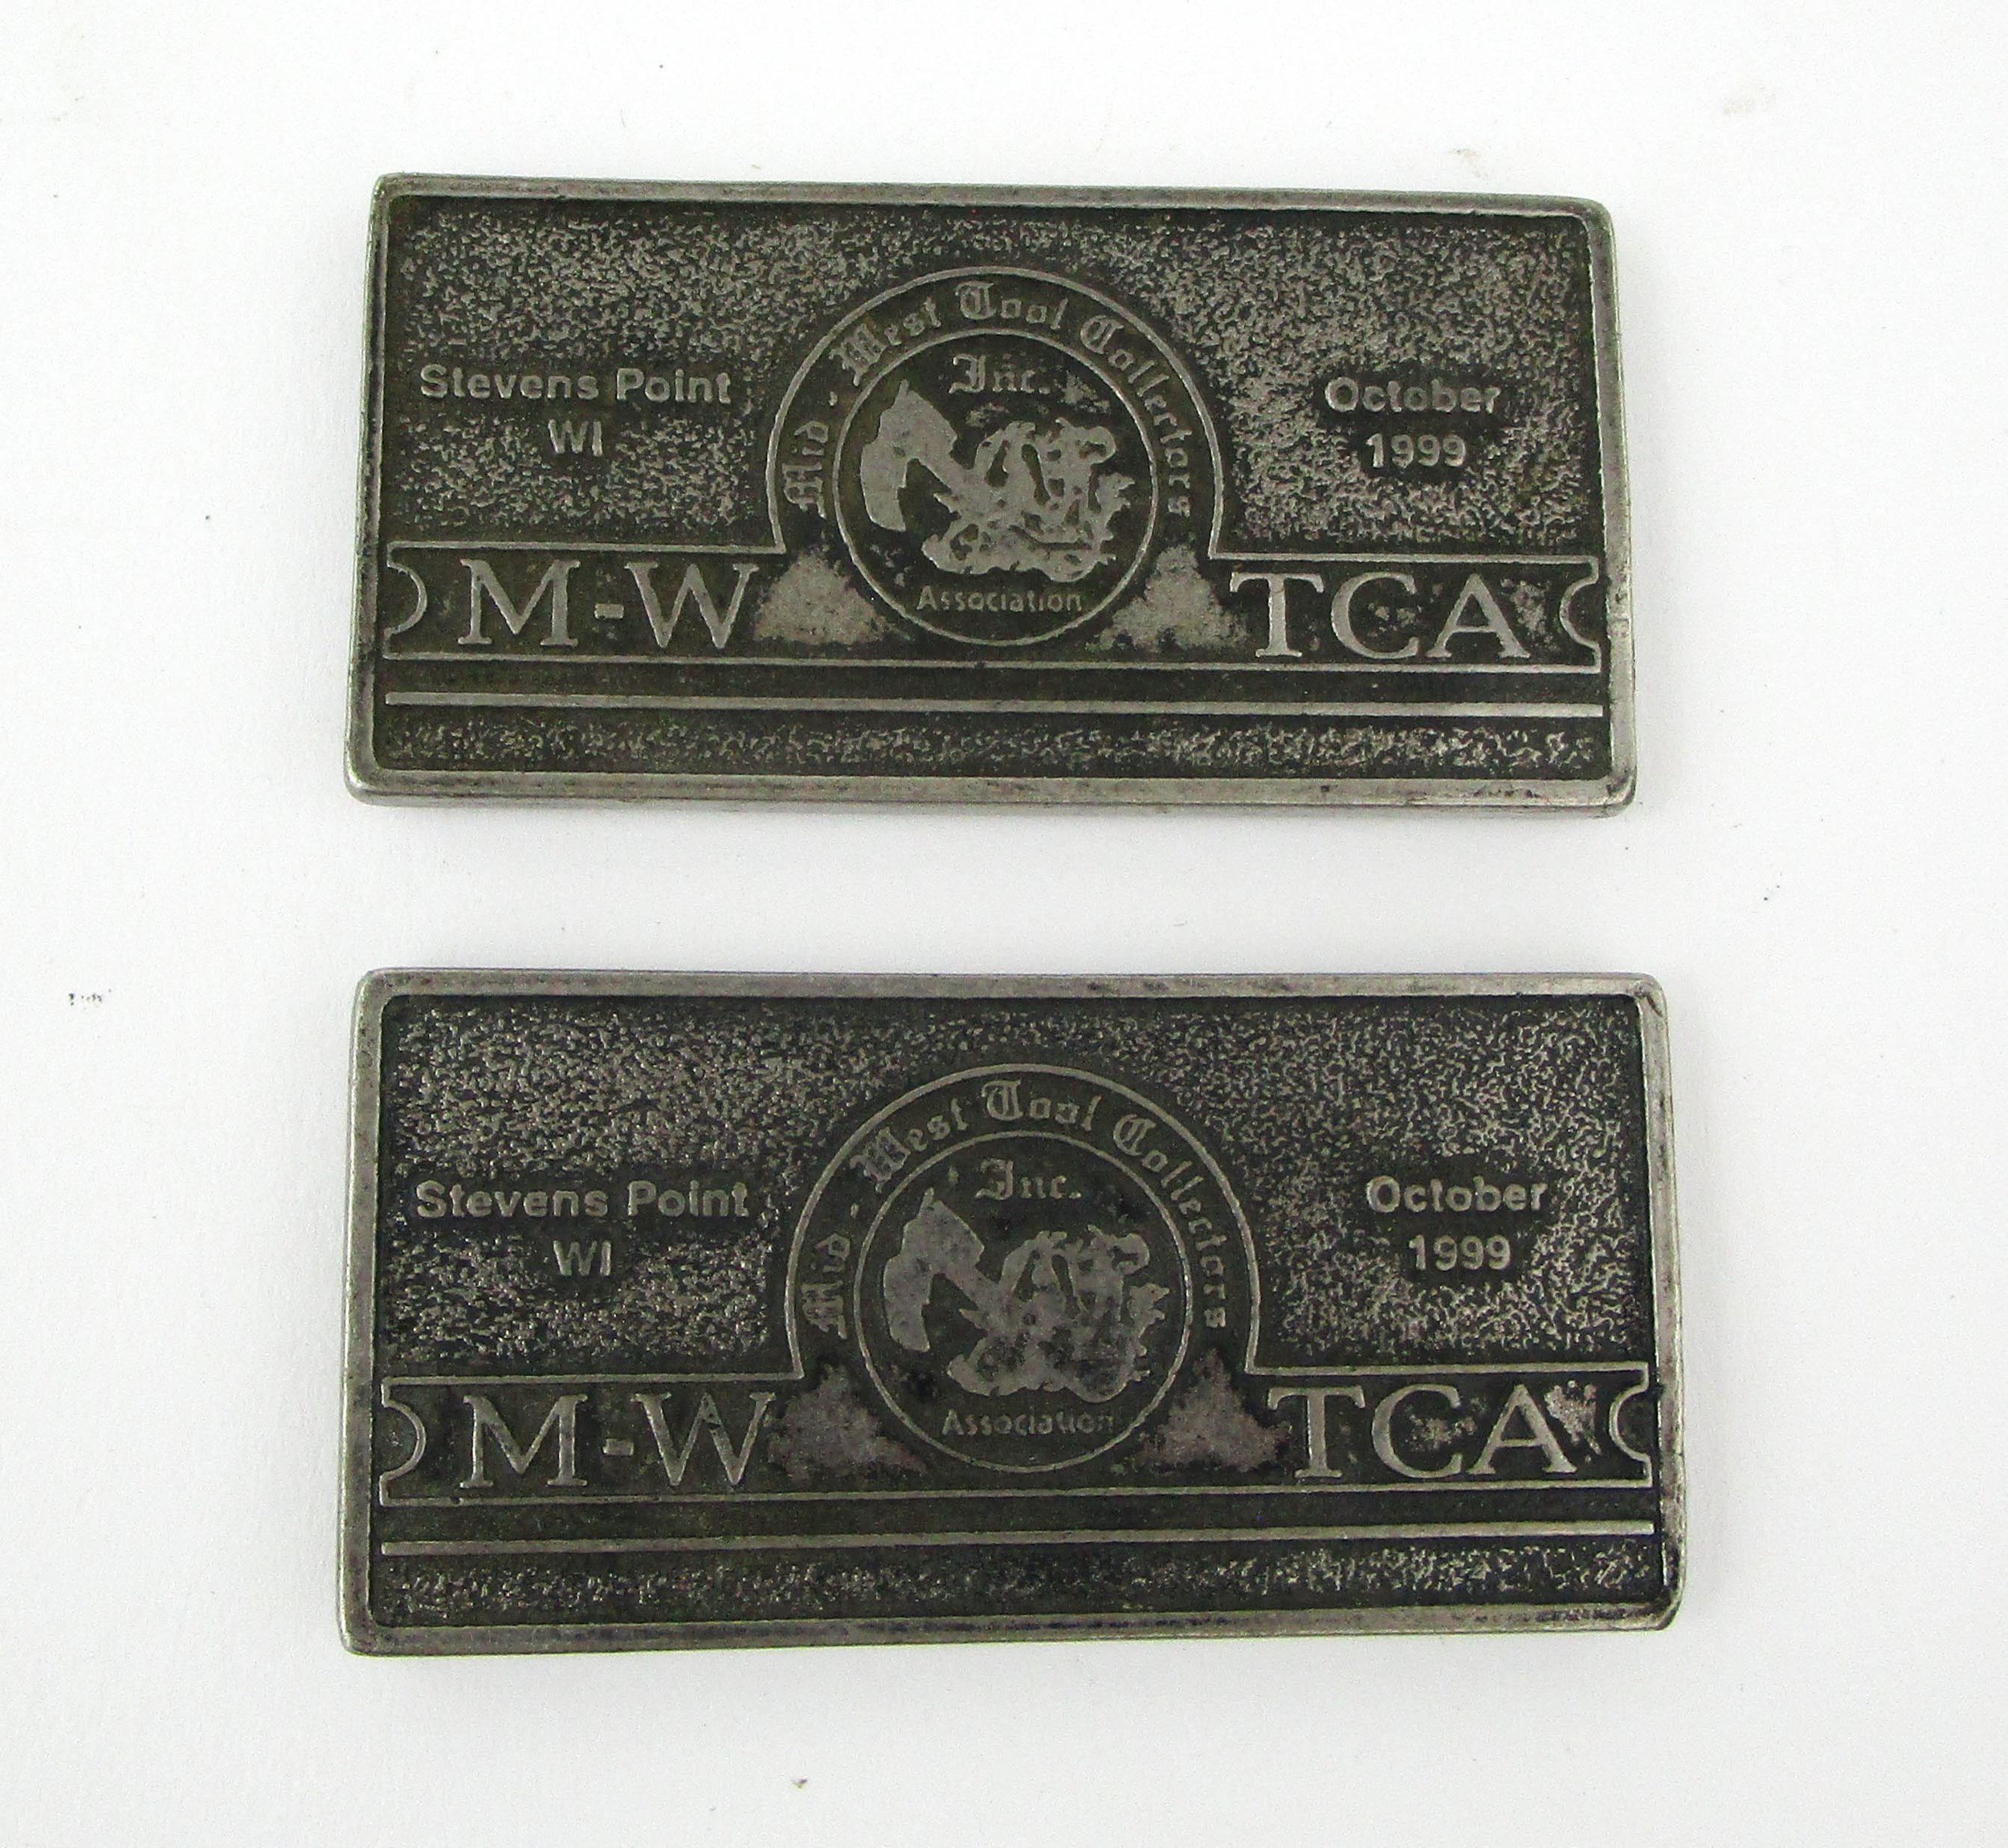 Mid-West Tool Collectors
Inc.
Stevens Point
WI
October
1999
Association
M-W TCA
Mid-West Tool Collectors
Inc.
Stevens Point
WI
October
1999
Association
M-W TCA